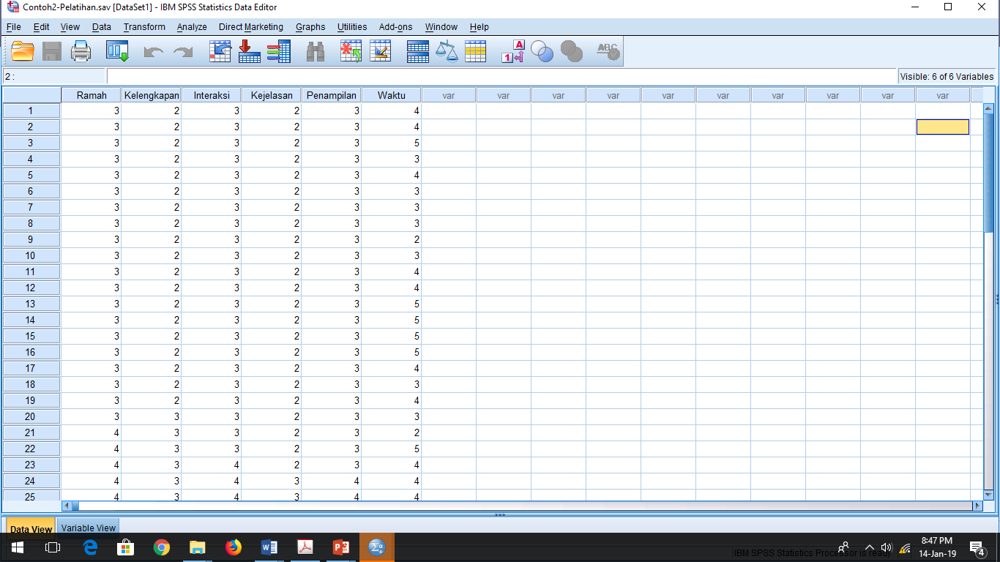 Contoh2-Pelatihan.sav [DataSet1] - IBM SPSS Statistics Data Editor
File Edit View Data Transform Analyze Direct Marketing Graphs Utilities Add-ons Window Help
1 A ABC
2 : Visible: 6 of 6 Variables
Ramah Kelengkapan Interaksi Kejelasan Penampilan Waktu var var var var var var var var var var
1 3 2 3 2 3 4
2 3 2 3 2 3 4
3 3 2 3 2 3 5
4 3 2 3 2 3 3
5 3 2 3 2 3 4
6 3 2 3 2 3 3
7 3 2 3 2 3 3
8 3 2 3 2 3 3
9 3 2 3 2 3 2
10 3 2 3 2 3 3
11 3 2 3 2 3 4
12 3 2 3 2 3 4
13 3 2 3 2 3 5
14 3 2 3 2 3 5
15 3 2 3 2 3 5
16 3 2 3 2 3 5
17 3 2 3 2 3 4
18 3 2 3 2 3 3
19 3 2 3 2 3 4
20 3 3 3 2 3 3
21 4 3 3 2 3 2
22 4 3 3 2 3 5
23 4 3 4 2 3 4
24 4 3 4 3 4 4
25 4 3 4 3 4 4
Data View Variable View
IBM SPSS Statistics Processor is ready
8:47 PM
14-Jan-19
4